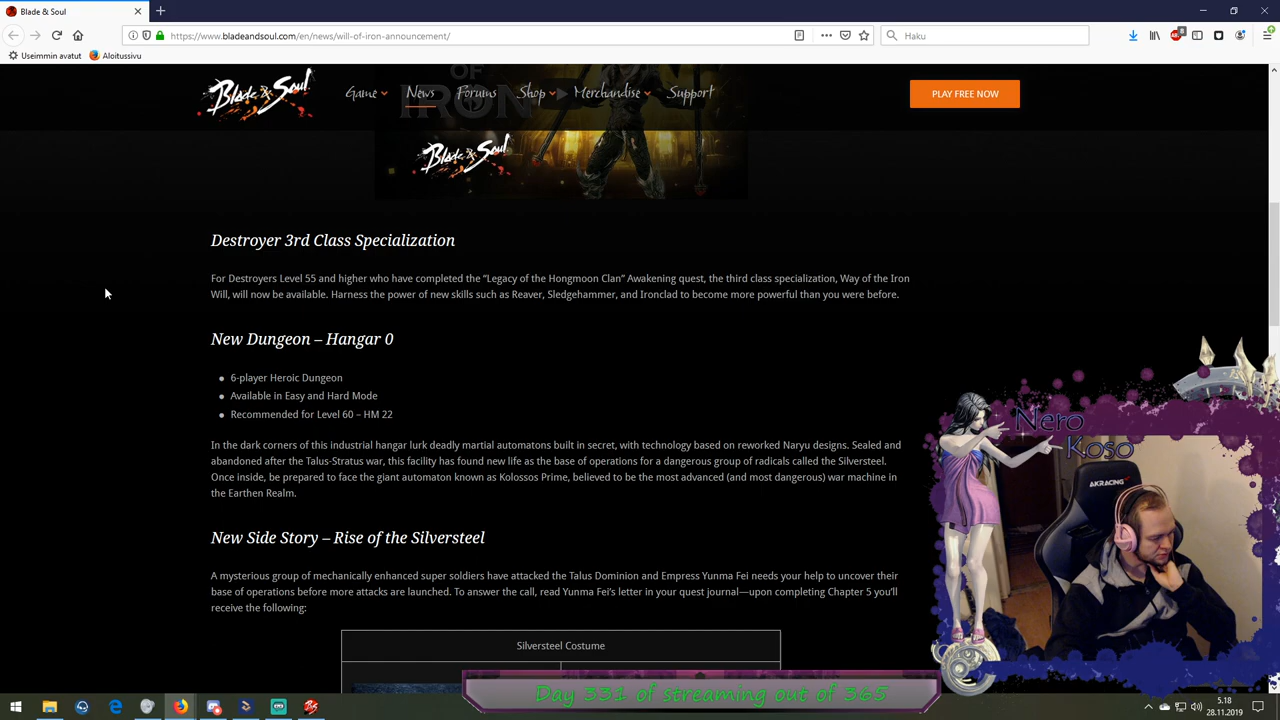 Blade & Soul
https://www.bladeandsoul.com/en/news/will-of-iron-announcement/
Haku
8
Useimmin avatut
Aloitussivu
Blade & Soul
Game
News
Forums
Shop
Merchandise
Support
PLAY FREE NOW
OF
IRON
Blade & Soul
Destroyer 3rd Class Specialization
For Destroyers Level 55 and higher who have completed the “Legacy of the Hongmoon Clan” Awakening quest, the third class specialization, Way of the Iron
Will, will now be available. Harness the power of new skills such as Reaver, Sledgehammer, and Ironclad to become more powerful than you were before.
New Dungeon – Hangar 0
6-player Heroic Dungeon
Available in Easy and Hard Mode
Recommended for Level 60 – HM 22
In the dark corners of this industrial hangar lurk deadly martial automatons built in secret, with technology based on reworked Naryu designs. Sealed and
abandoned after the Talus-Stratus war, this facility has found new life as the base of operations for a dangerous group of radicals called the Silversteel.
Once inside, be prepared to face the giant automaton known as Kolossos Prime, believed to be the most advanced (and most dangerous) war machine in
the Earthen Realm.
New Side Story – Rise of the Silversteel
A mysterious group of mechanically enhanced super soldiers have attacked the Talus Dominion and Empress Yunma Fei needs your help to uncover their
base of operations before more attacks are launched. To answer the call, read Yunma Fei’s letter in your quest journal—upon completing Chapter 5 you’ll
receive the following:
Silversteel Costume
Nero
Koso
AKRACING
Day 331 of streaming out of 365
5.18
28.11.2019